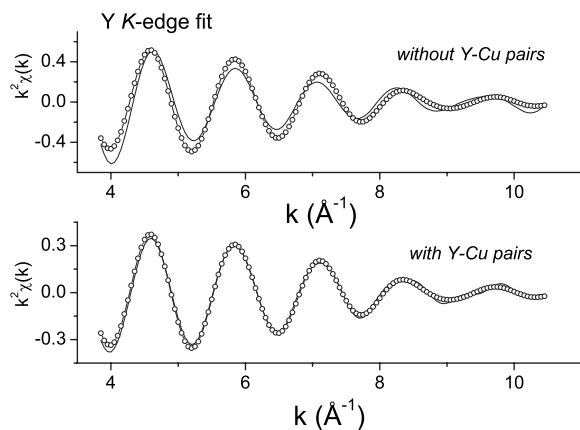 Y K-edge fit
without Y-Cu pairs
k²χ(k)
0.4
0.0
-0.4
4 6 8 10
k (Å⁻¹)
with Y-Cu pairs
k²χ(k)
0.3
0.0
-0.3
4 6 8 10
k (Å⁻¹)